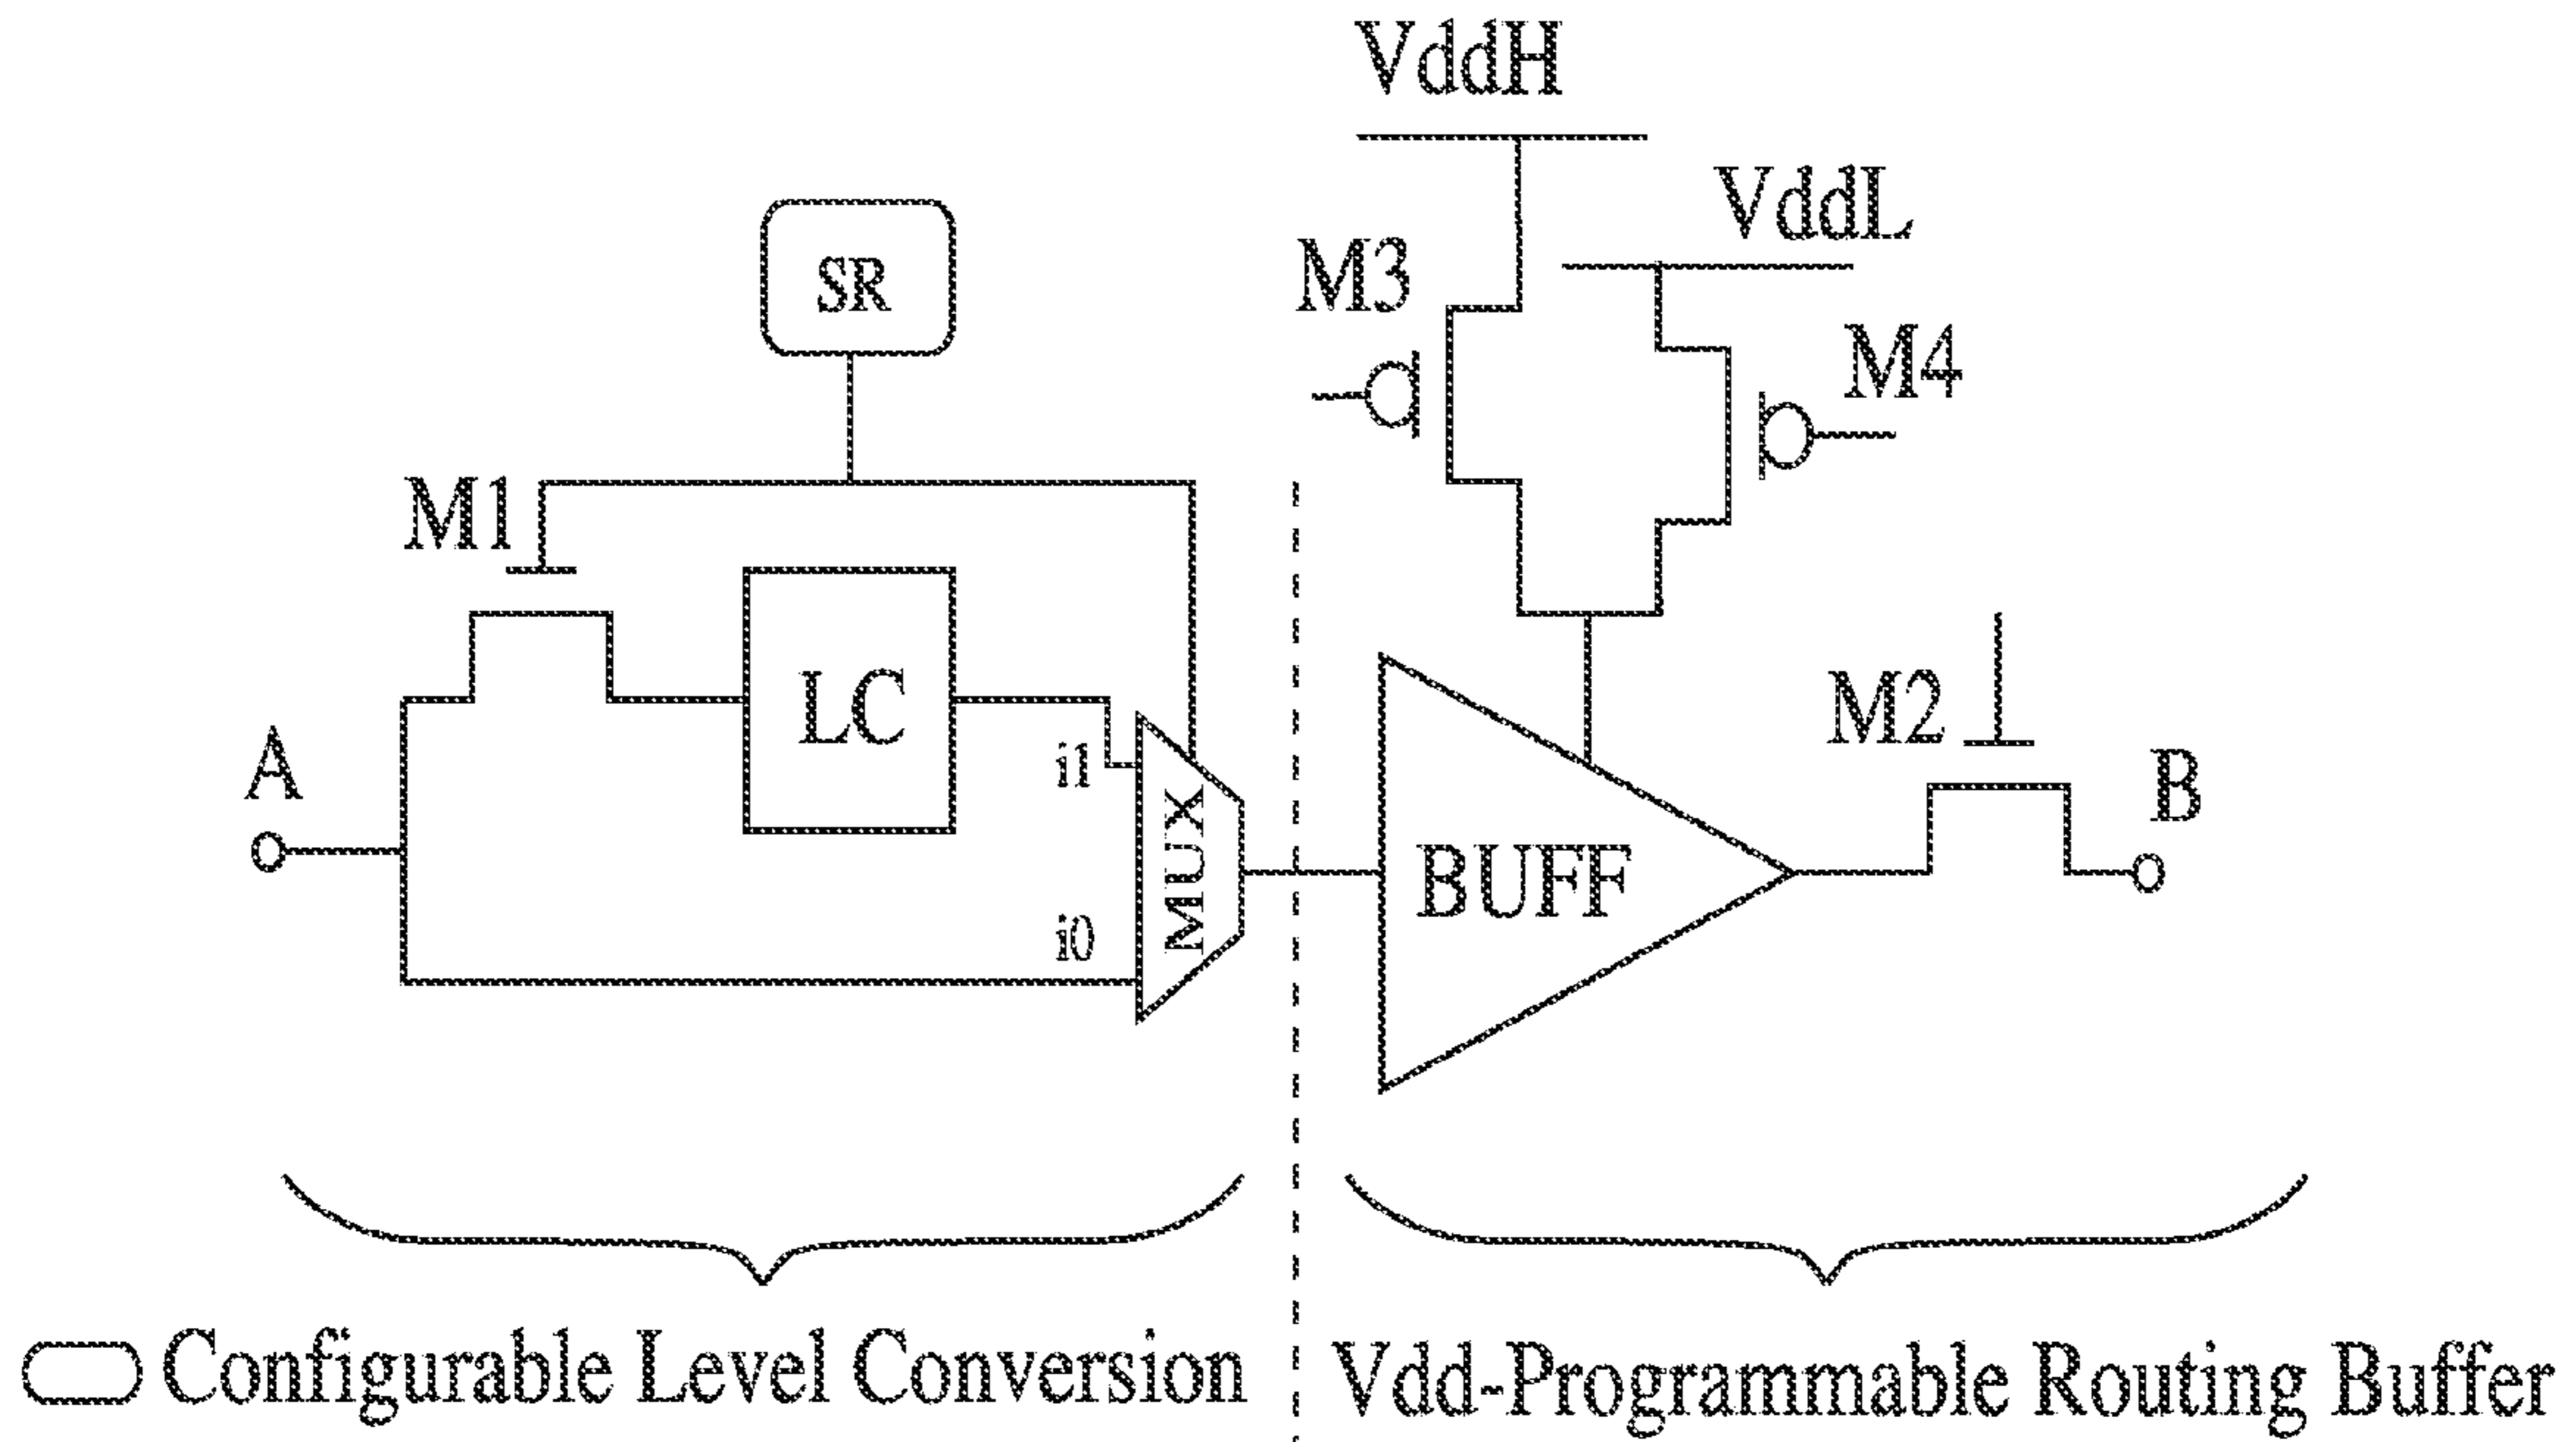 VddH
VddL
M3
SR
M4
M1
LC
M2
A
i1
B
MUX
BUFF
i0
Configurable Level Conversion
Vdd-Programmable Routing Buffer